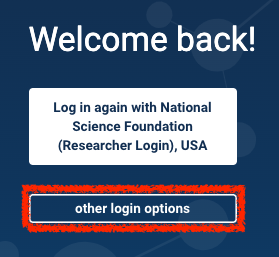 Welcome back!
Log in again with National
Science Foundation
(Researcher Login), USA
other login options